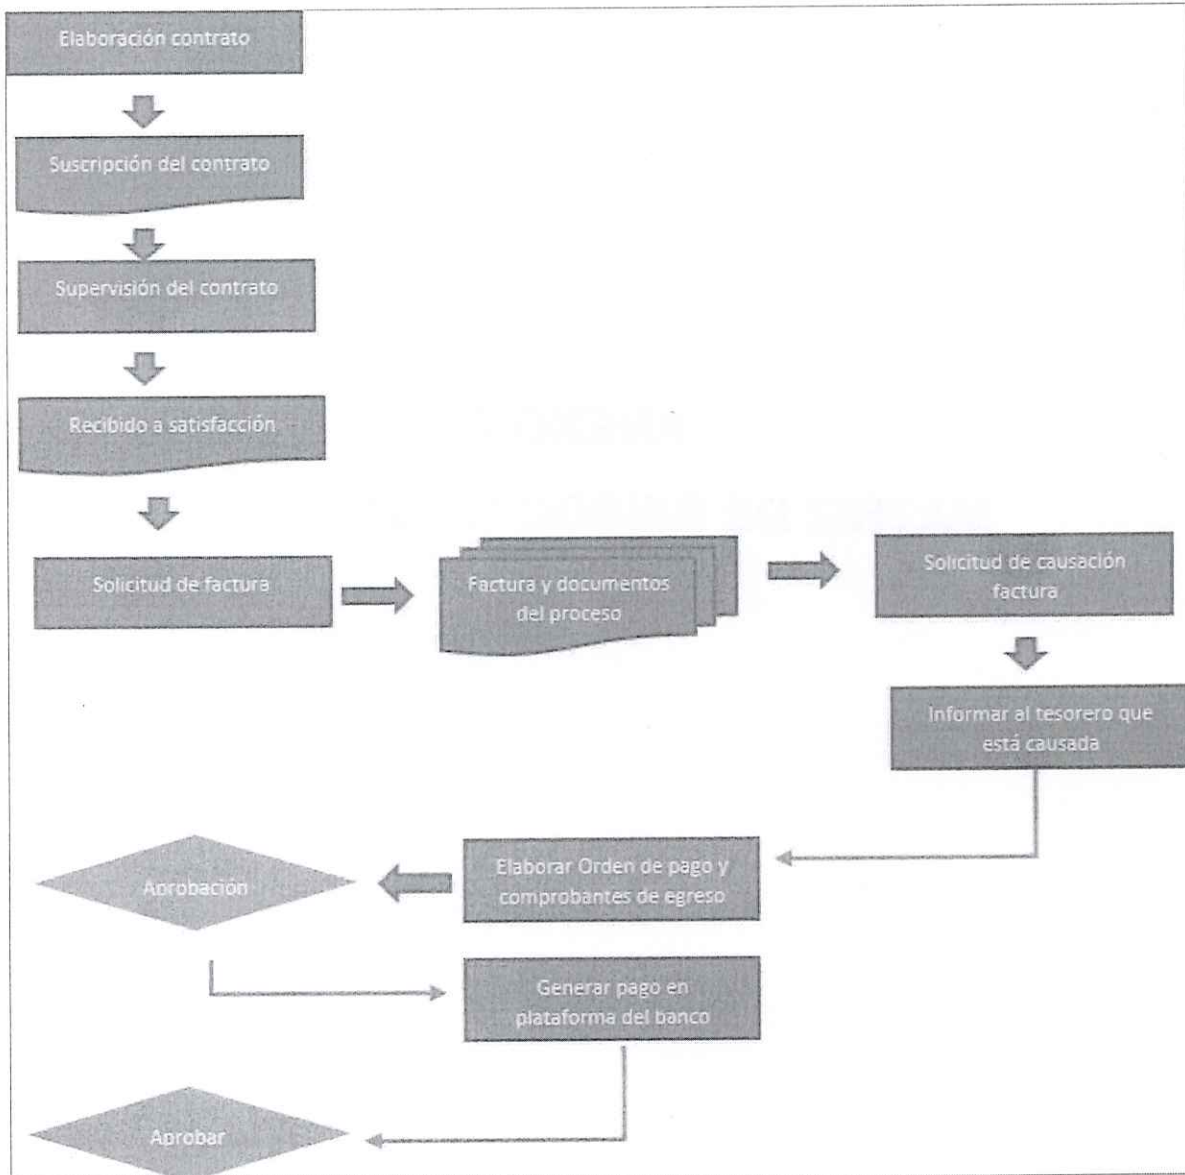 Elaboración contrato
Suscripción del contrato
Supervisión del contrato
Recibido a satisfacción
Solicitud de factura
Factura y documentos
del proceso
Solicitud de causación
factura
Informar al tesorero que
está causada
Elaborar Orden de pago y
comprobantes de egreso
Aprobación
Generar pago en
plataforma del banco
Aprobar